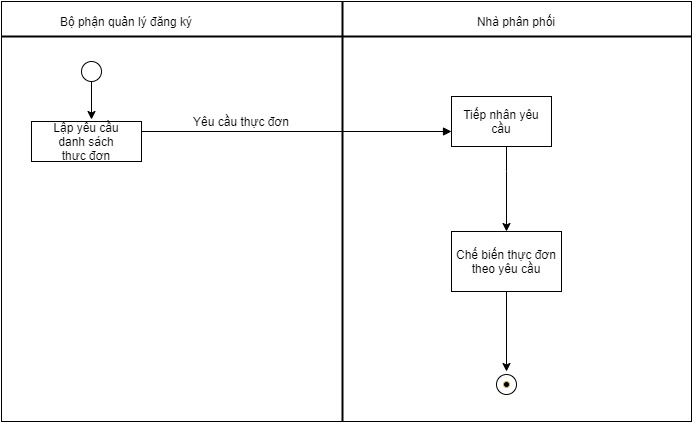 Bộ phận quản lý đăng ký
Nhà phân phối
Lập yêu cầu
danh sách
thực đơn
Yêu cầu thực đơn
Tiếp nhân yêu
cầu
Chế biến thực đơn
theo yêu cầu